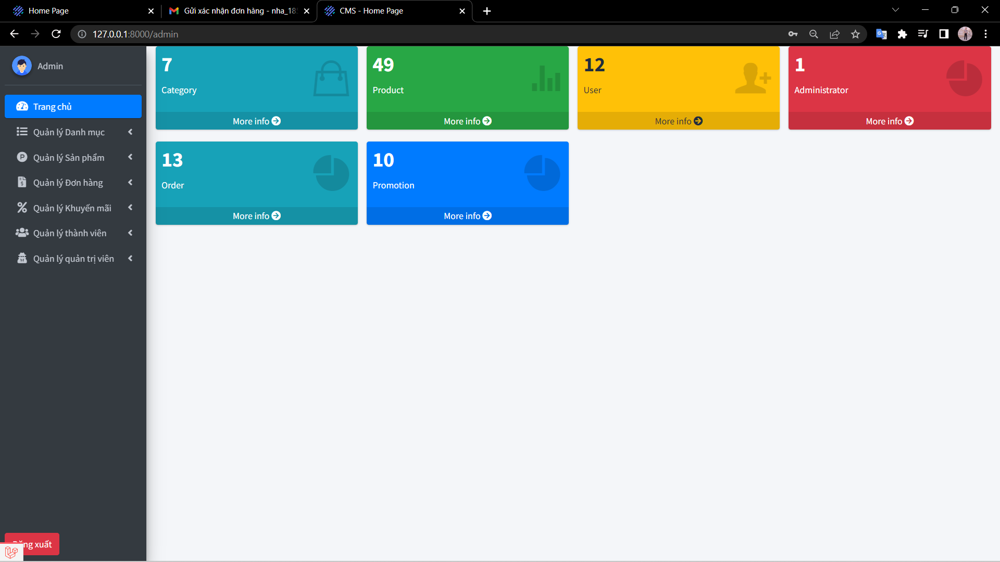 Home Page
Gửi xác nhận đơn hàng - nha_18
CMS - Home Page
127.0.0.1:8000/admin
Admin
Trang chủ
Quản lý Danh mục
Quản lý Sản phẩm
Quản lý Đơn hàng
Quản lý Khuyến mãi
Quản lý thành viên
Quản lý quản trị viên
Đăng xuất
7
Category
More info
49
Product
More info
12
User
More info
1
Administrator
More info
13
Order
More info
10
Promotion
More info